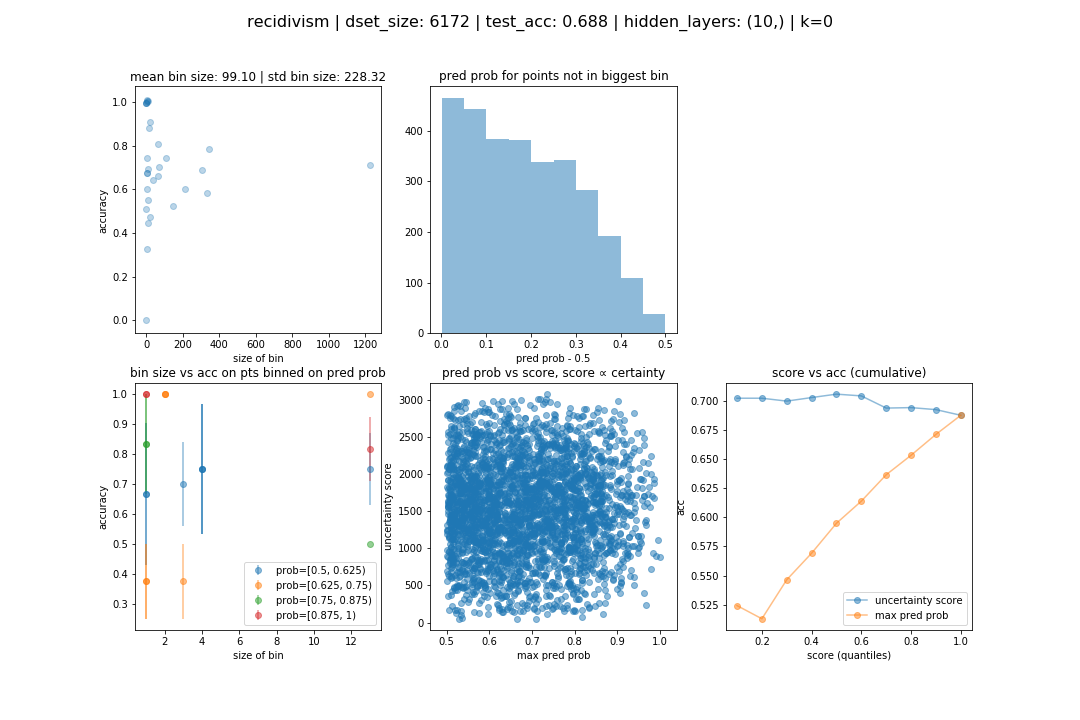 recidivism | dset_size: 6172 | test_acc: 0.688 | hidden_layers: (10,) | k=0
mean bin size: 99.10 | std bin size: 228.32
1.0
0.8
0.6
0.4
0.2
0.0
accuracy
0 200 400 600 800 1000 1200
size of bin
pred prob for points not in biggest bin
400
300
200
100
0
0.0 0.1 0.2 0.3 0.4 0.5
pred prob - 0.5
bin size vs acc on pts binned on pred prob
1.0
0.9
0.8
0.7
0.6
0.5
0.4
0.3
accuracy
prob=[0.5, 0.625)
prob=[0.625, 0.75)
prob=[0.75, 0.875)
prob=[0.875, 1)
2 4 6 8 10 12
size of bin
pred prob vs score, score ∝ certainty
3000
2500
2000
1500
1000
500
0
uncertainty score
0.5 0.6 0.7 0.8 0.9 1.0
max pred prob
score vs acc (cumulative)
0.700
0.675
0.650
0.625
0.600
0.575
0.550
0.525
acc
uncertainty score
max pred prob
0.2 0.4 0.6 0.8 1.0
score (quantiles)